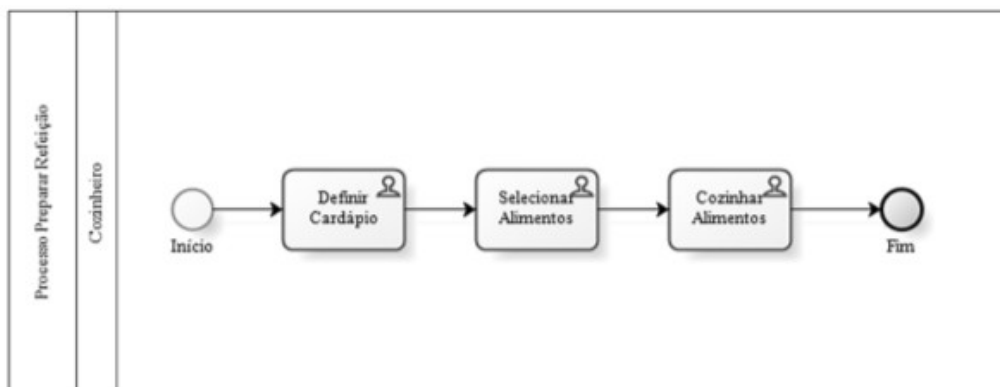 Processo Preparar Refeição
Cozinheiro
Início
Definir
Cardápio
Selecionar
Alimentos
Cozinhar
Alimentos
Fim